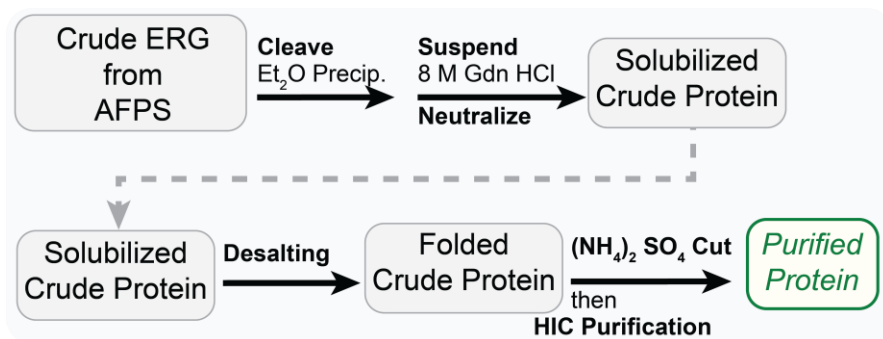 Crude ERG
from
AFPS
Cleave
Et₂O Precip.
Suspend
8 M Gdn HCl
Neutralize
Solubilized
Crude Protein
Solubilized
Crude Protein
Desalting
Folded
Crude Protein
(NH₄)₂ SO₄ Cut
then
HIC Purification
Purified
Protein